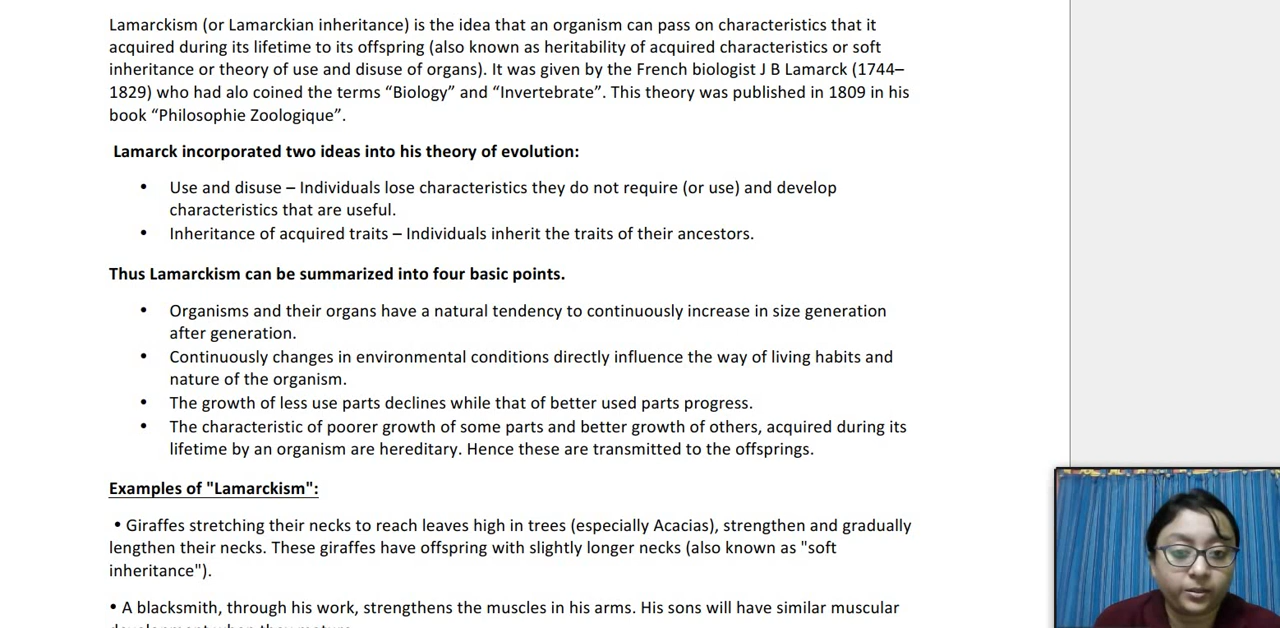 Lamarckism (or Lamarckian inheritance) is the idea that an organism can pass on characteristics that it
acquired during its lifetime to its offspring (also known as heritability of acquired characteristics or soft
inheritance or theory of use and disuse of organs). It was given by the French biologist J B Lamarck (1744–
1829) who had alo coined the terms “Biology” and “Invertebrate”. This theory was published in 1809 in his
book “Philosophie Zoologique”.
Lamarck incorporated two ideas into his theory of evolution:
• Use and disuse – Individuals lose characteristics they do not require (or use) and develop
characteristics that are useful.
• Inheritance of acquired traits – Individuals inherit the traits of their ancestors.
Thus Lamarckism can be summarized into four basic points.
• Organisms and their organs have a natural tendency to continuously increase in size generation
after generation.
• Continuously changes in environmental conditions directly influence the way of living habits and
nature of the organism.
• The growth of less use parts declines while that of better used parts progress.
• The characteristic of poorer growth of some parts and better growth of others, acquired during its
lifetime by an organism are hereditary. Hence these are transmitted to the offsprings.
Examples of "Lamarckism":
• Giraffes stretching their necks to reach leaves high in trees (especially Acacias), strengthen and gradually
lengthen their necks. These giraffes have offspring with slightly longer necks (also known as "soft
inheritance").
• A blacksmith, through his work, strengthens the muscles in his arms. His sons will have similar muscular